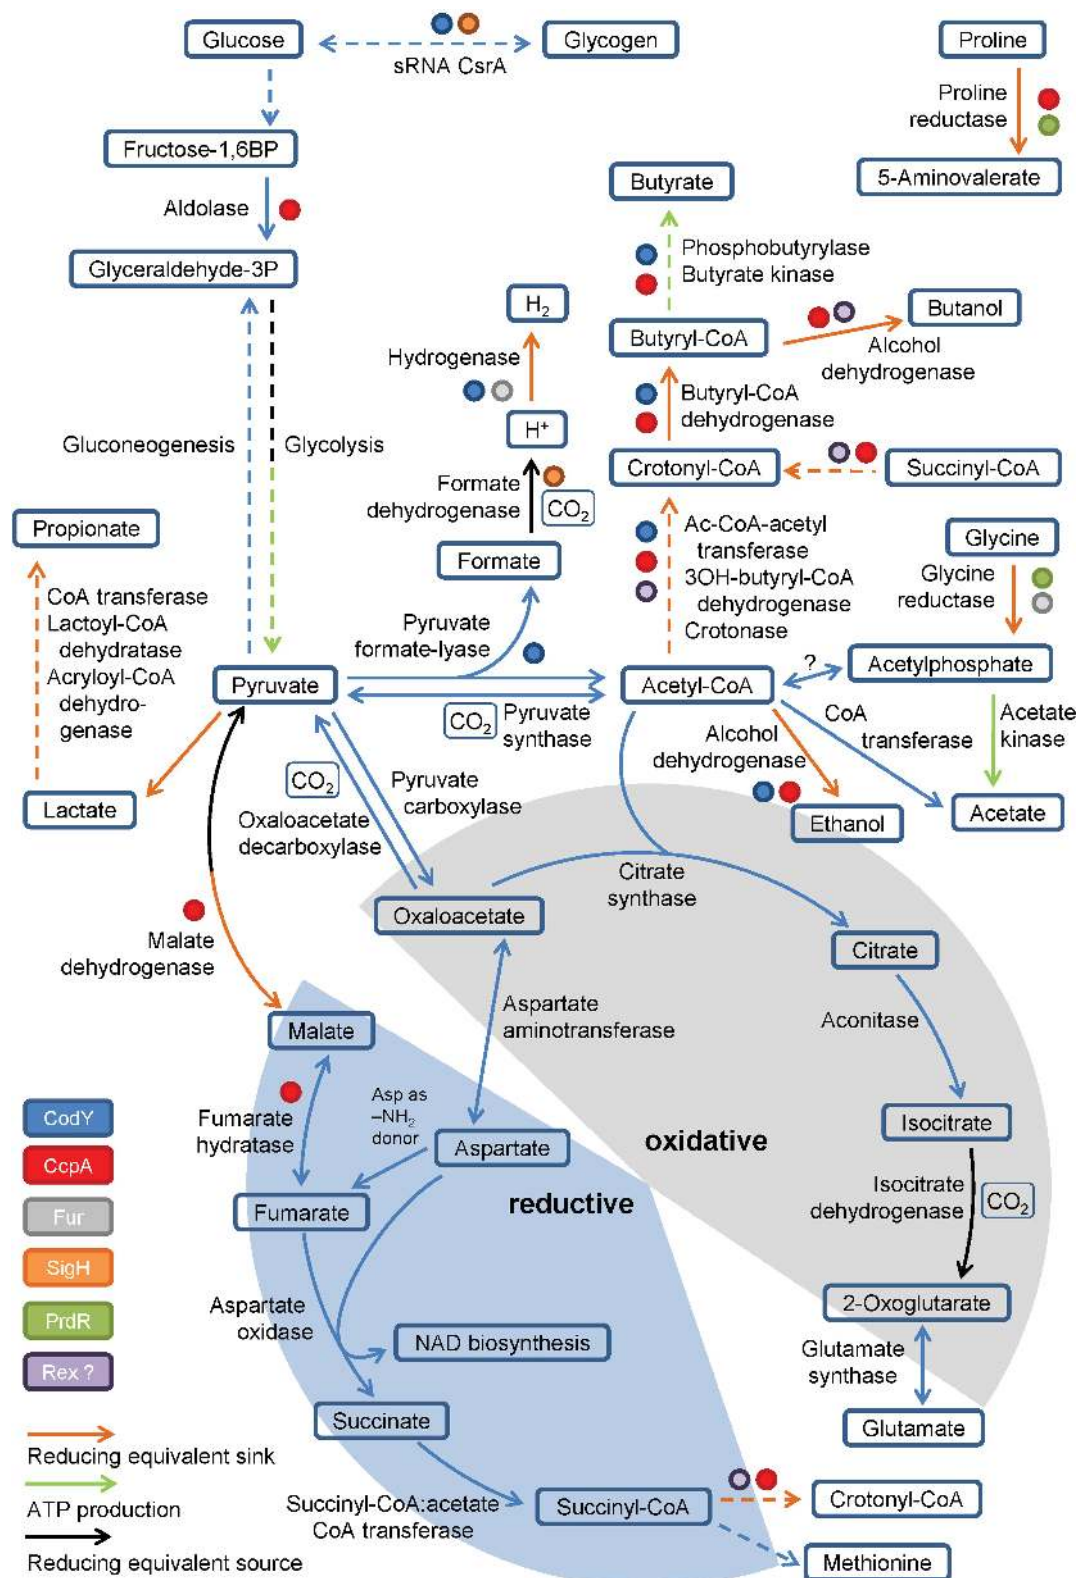 Glucose
Glycogen
sRNA CsrA
Proline
Proline
reductase
Fructose-1,6BP
5-Aminovalerate
Butyrate
Aldolase
Phosphobutyrylase
Butyrate kinase
Glyceraldehyde-3P
H2
Butanol
Butyryl-CoA
Alcohol
dehydrogenase
Hydrogenase
Butyryl-CoA
dehydrogenase
H+
Gluconeogenesis
Glycolysis
Crotonyl-CoA
Succinyl-CoA
Formate
dehydrogenase
CO2
Propionate
Ac-CoA-acetyl
transferase
3OH-butyryl-CoA
dehydrogenase
Crotonase
Glycine
Formate
Glycine
reductase
CoA transferase
Lactoyl-CoA
dehydratase
Acryloyl-CoA
dehydro-
genase
Pyruvate
formate-lyase
?
Acetylphosphate
Pyruvate
Acetyl-CoA
CO2
Pyruvate
synthase
Alcohol
dehydrogenase
CoA
transferase
Acetate
kinase
CO2
Pyruvate
carboxylase
Lactate
Oxaloacetate
decarboxylase
Ethanol
Acetate
Citrate
synthase
Oxaloacetate
Malate
dehydrogenase
Citrate
Aspartate
aminotransferase
Aconitase
Malate
Asp as
–NH2
donor
Fumarate
hydratase
CodY
Isocitrate
Aspartate
oxidative
CcpA
reductive
Isocitrate
dehydrogenase
CO2
Fur
Fumarate
SigH
2-Oxoglutarate
Aspartate
oxidase
PrdR
NAD biosynthesis
Glutamate
synthase
Rex ?
Succinate
Glutamate
Reducing equivalent sink
Succinyl-CoA:acetate
CoA transferase
Succinyl-CoA
Crotonyl-CoA
ATP production
Methionine
Reducing equivalent source